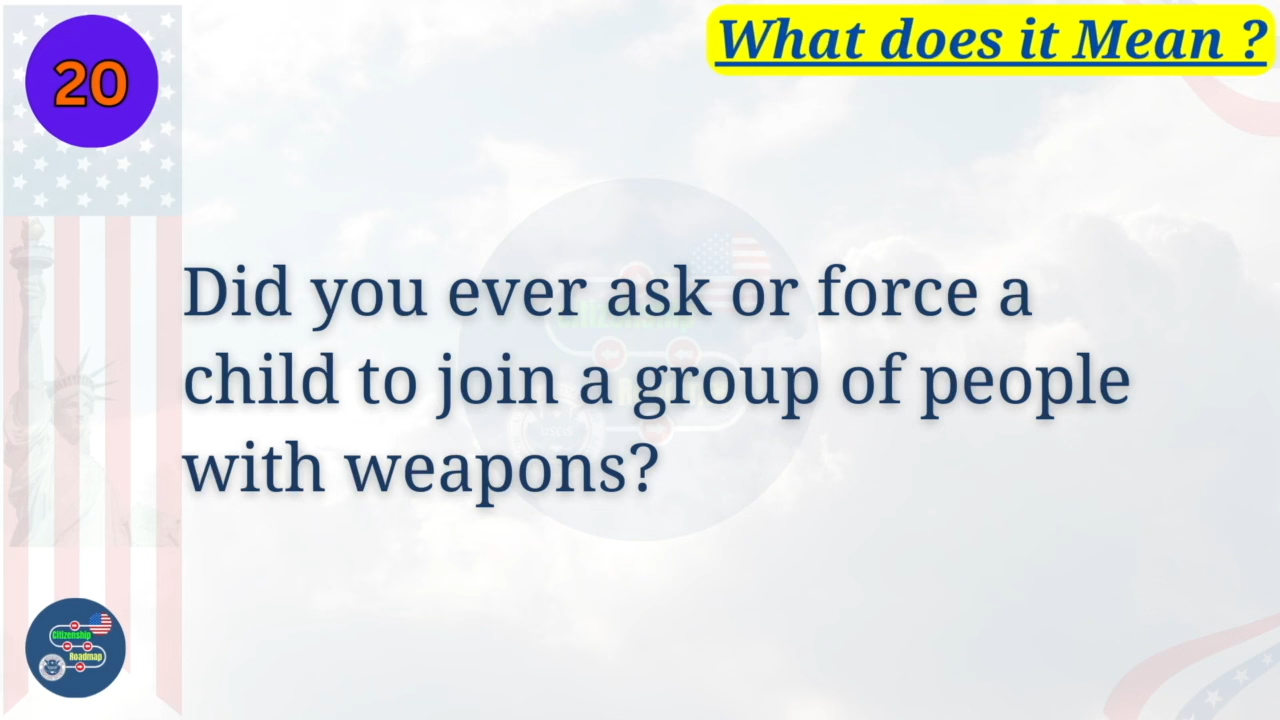 20
What does it Mean ?
Did you ever ask or force a
child to join a group of people
with weapons?
Citizenship
Roadmap